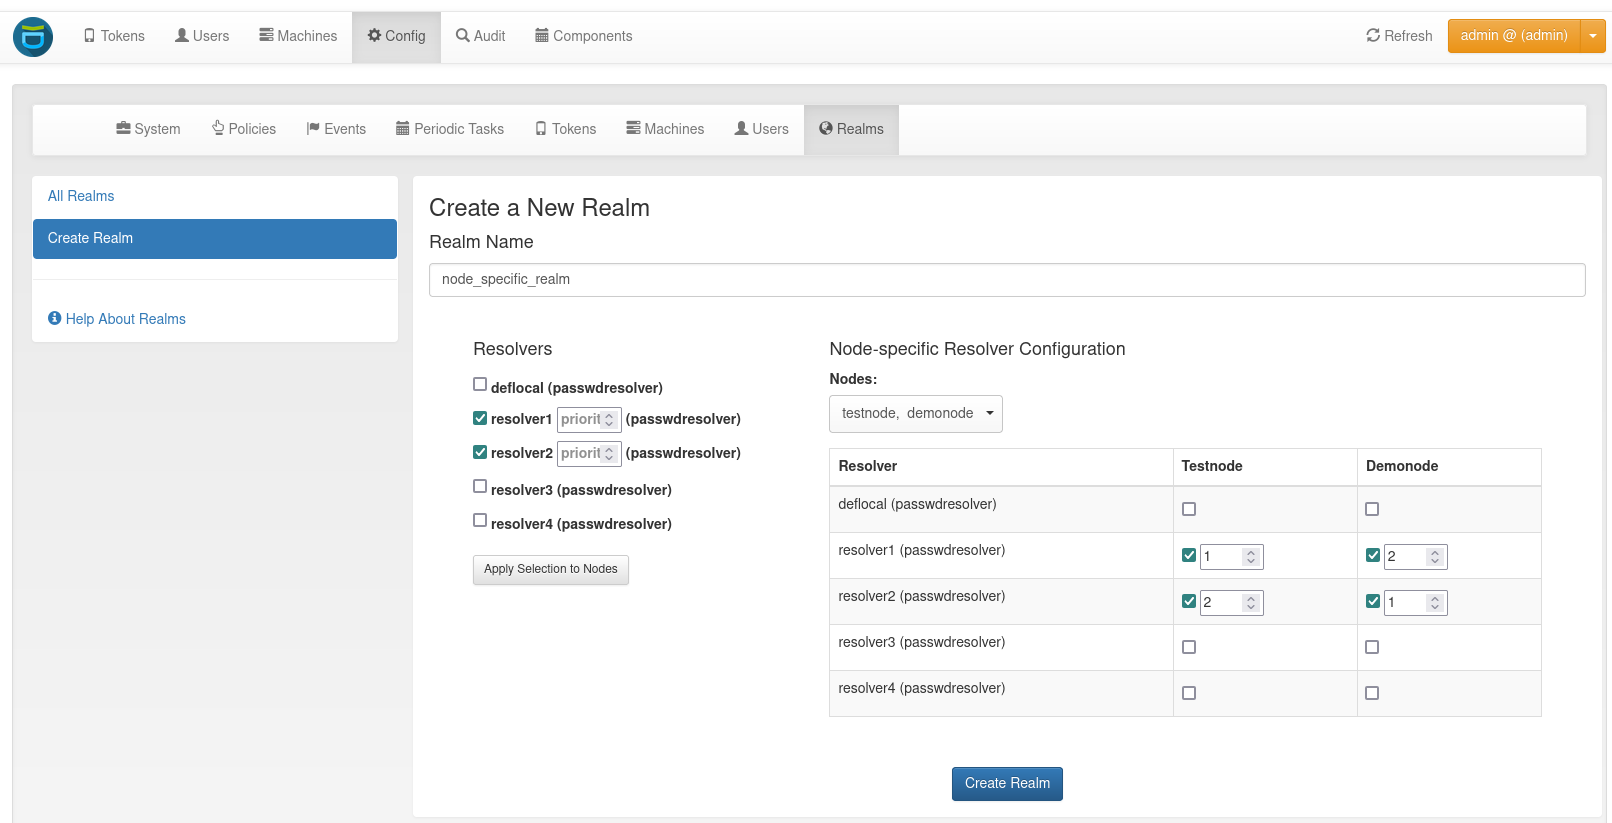 Tokens Users Machines Config Audit Components Refresh admin @ (admin)
System Policies Events Periodic Tasks Tokens Machines Users Realms
All Realms
Create Realm
Help About Realms
Create a New Realm
Realm Name
node_specific_realm
Resolvers
deflocal (passwdresolver)
resolver1 priorit (passwdresolver)
resolver2 priorit (passwdresolver)
resolver3 (passwdresolver)
resolver4 (passwdresolver)
Apply Selection to Nodes
Node-specific Resolver Configuration
Nodes:
testnode, demonode
Resolver Testnode Demonode
deflocal (passwdresolver)
resolver1 (passwdresolver) 1 2
resolver2 (passwdresolver) 2 1
resolver3 (passwdresolver)
resolver4 (passwdresolver)
Create Realm